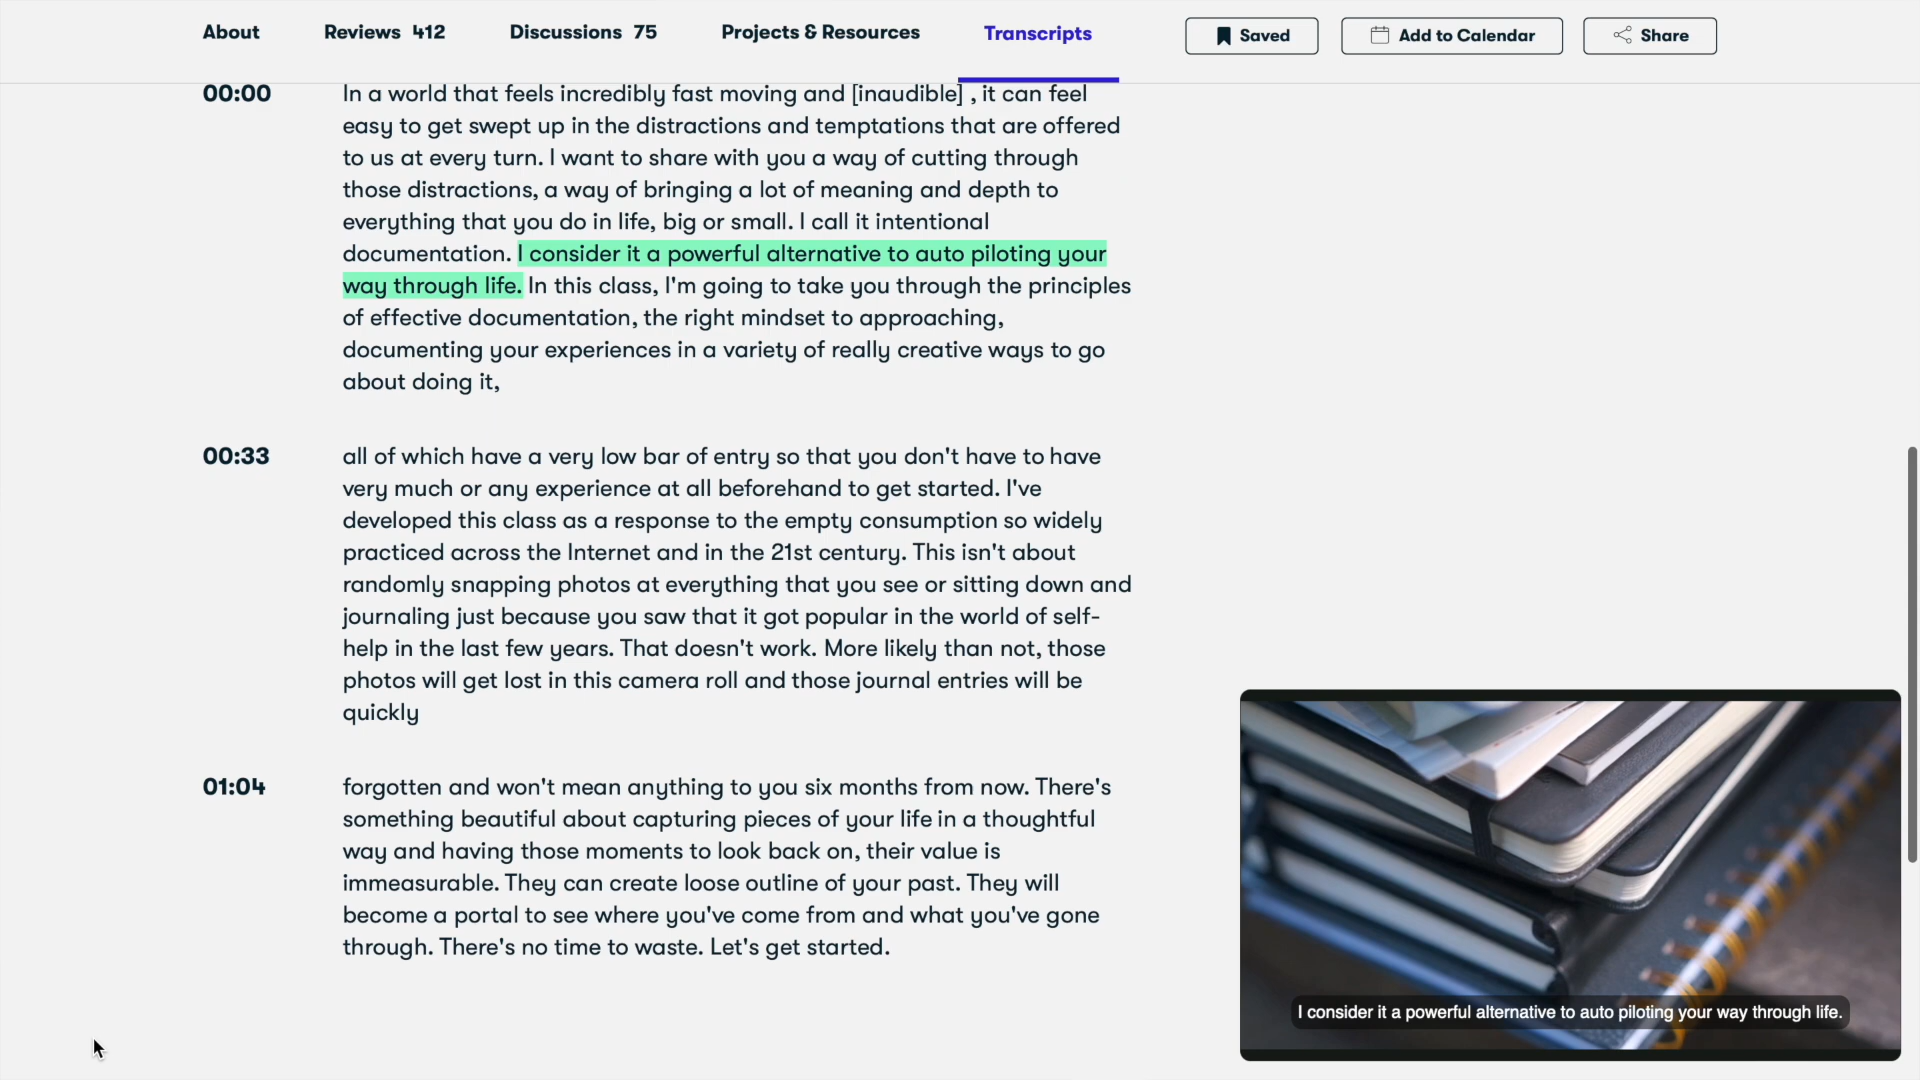 About Reviews 412 Discussions 75 Projects & Resources Transcripts Saved Add to Calendar Share
00:00 In a world that feels incredibly fast moving and [inaudible] , it can feel
easy to get swept up in the distractions and temptations that are offered
to us at every turn. I want to share with you a way of cutting through
those distractions, a way of bringing a lot of meaning and depth to
everything that you do in life, big or small. I call it intentional
documentation. I consider it a powerful alternative to auto piloting your
way through life. In this class, I'm going to take you through the principles
of effective documentation, the right mindset to approaching,
documenting your experiences in a variety of really creative ways to go
about doing it,
00:33 all of which have a very low bar of entry so that you don't have to have
very much or any experience at all beforehand to get started. I've
developed this class as a response to the empty consumption so widely
practiced across the Internet and in the 21st century. This isn't about
randomly snapping photos at everything that you see or sitting down and
journaling just because you saw that it got popular in the world of self-
help in the last few years. That doesn't work. More likely than not, those
photos will get lost in this camera roll and those journal entries will be
quickly
01:04 forgotten and won't mean anything to you six months from now. There's
something beautiful about capturing pieces of your life in a thoughtful
way and having those moments to look back on, their value is
immeasurable. They can create loose outline of your past. They will
become a portal to see where you've come from and what you've gone
through. There's no time to waste. Let's get started.
I consider it a powerful alternative to auto piloting your way through life.